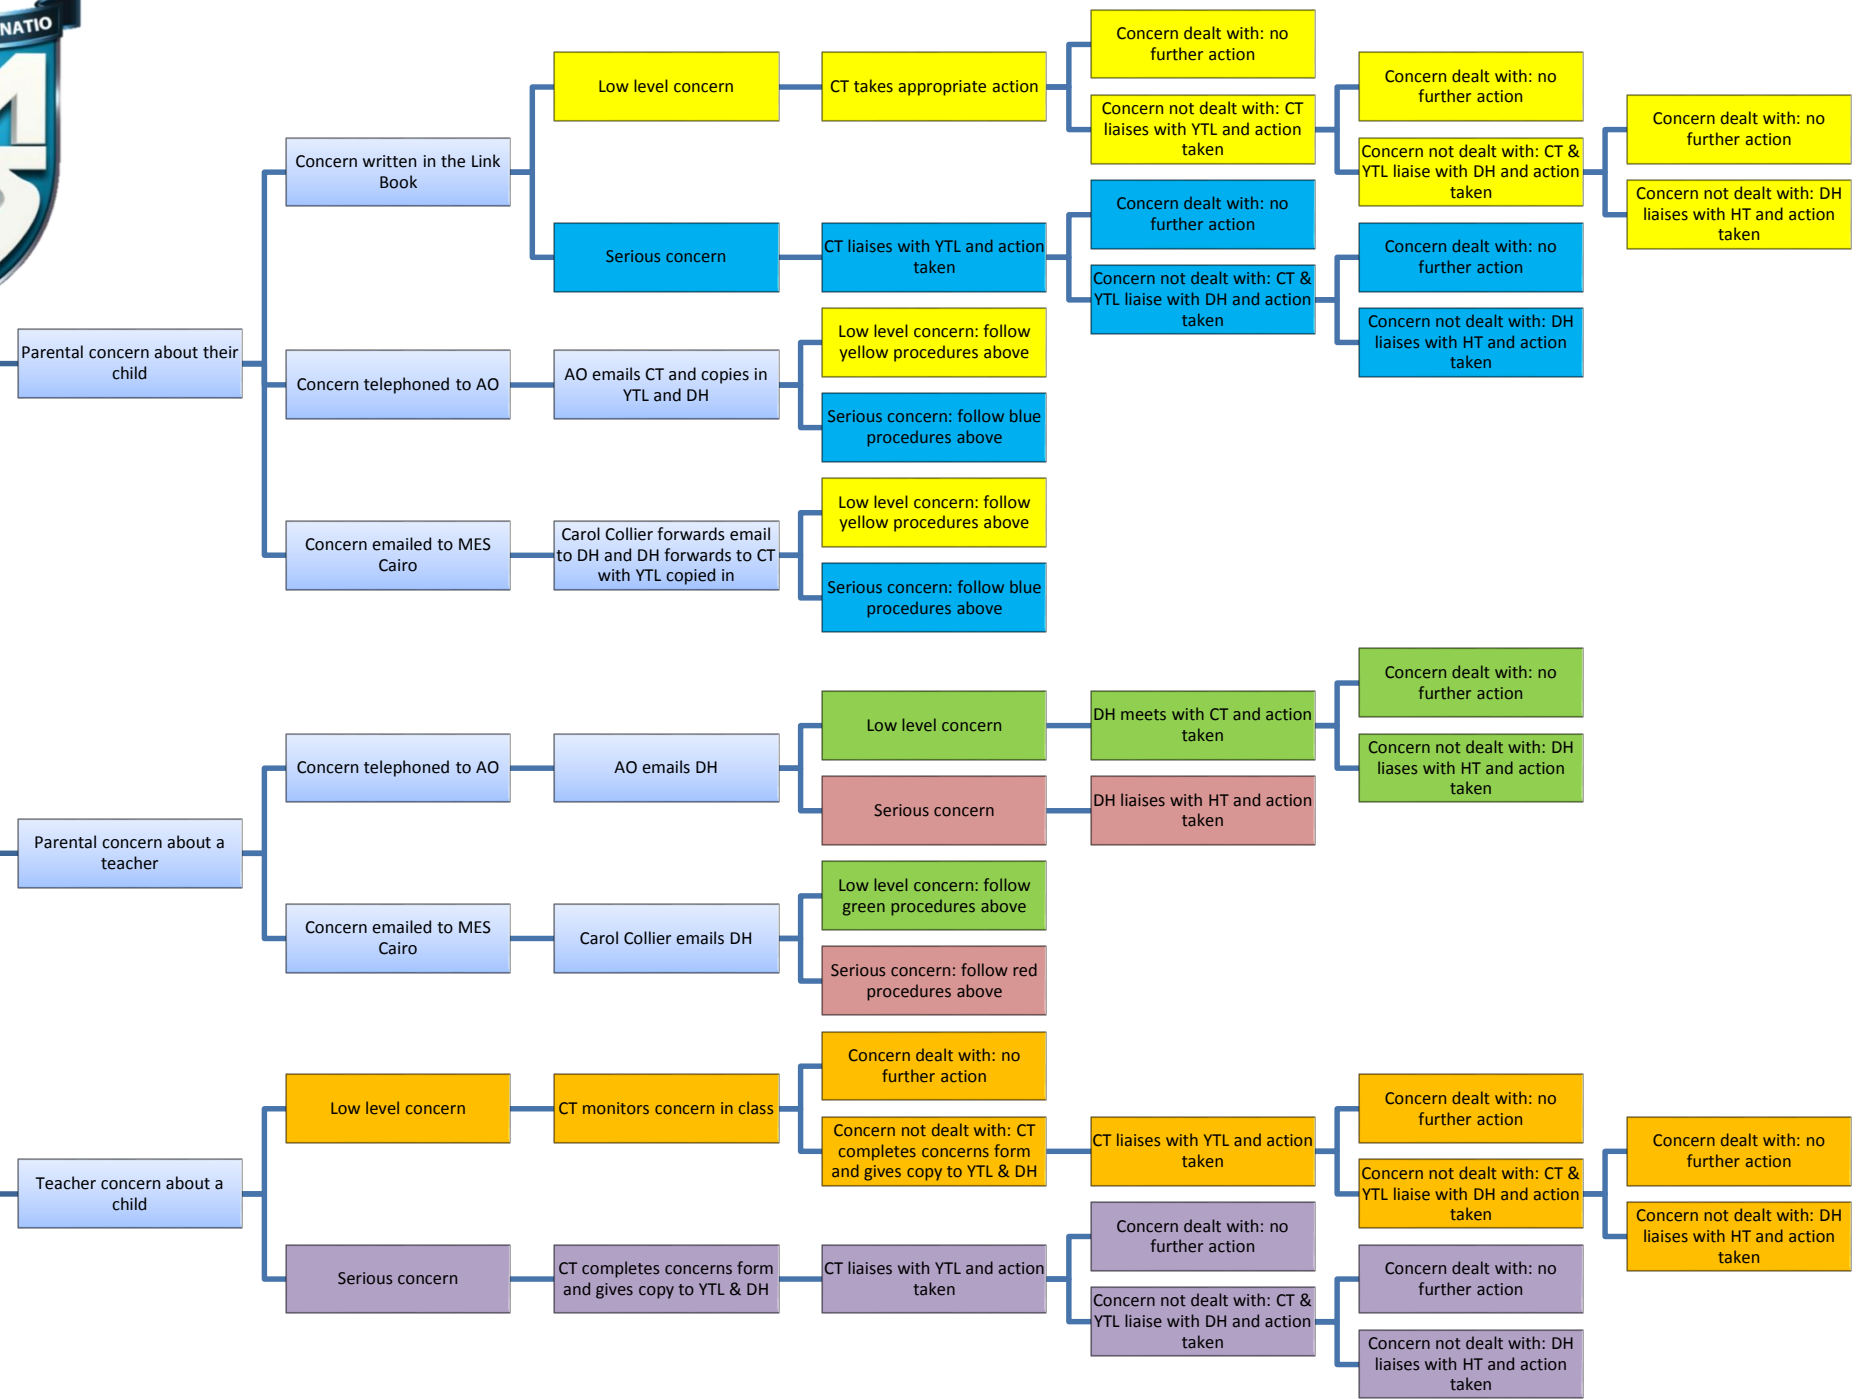 NATIO
Parental concern about their
child
Concern written in the Link
Book
Low level concern
CT takes appropriate action
Concern dealt with: no
further action
Concern not dealt with: CT
liaises with YTL and action
taken
Concern dealt with: no
further action
Concern not dealt with: CT &
YTL liaise with DH and action
taken
Concern dealt with: no
further action
Concern not dealt with: DH
liaises with HT and action
taken
Serious concern
CT liaises with YTL and action
taken
Concern dealt with: no
further action
Concern not dealt with: CT &
YTL liaise with DH and action
taken
Concern dealt with: no
further action
Concern not dealt with: DH
liaises with HT and action
taken
Concern telephoned to AO
AO emails CT and copies in
YTL and DH
Low level concern: follow
yellow procedures above
Serious concern: follow blue
procedures above
Concern emailed to MES
Cairo
Carol Collier forwards email
to DH and DH forwards to CT
with YTL copied in
Low level concern: follow
yellow procedures above
Serious concern: follow blue
procedures above
Parental concern about a
teacher
Concern telephoned to AO
AO emails DH
Low level concern
DH meets with CT and action
taken
Concern dealt with: no
further action
Concern not dealt with: DH
liases with HT and action
taken
Serious concern
DH liaises with HT and action
taken
Concern emailed to MES
Cairo
Carol Collier emails DH
Low level concern: follow
green procedures above
Serious concern: follow red
procedures above
Teacher concern about a
child
Low level concern
CT monitors concern in class
Concern dealt with: no
further action
Concern not dealt with: CT
completes concerns form
and gives copy to YTL & DH
CT liaises with YTL and action
taken
Concern dealt with: no
further action
Concern not dealt with: CT &
YTL liaise with DH and action
taken
Concern dealt with: no
further action
Concern not dealt with: DH
liaises with HT and action
taken
Serious concern
CT completes concerns form
and gives copy to YTL & DH
CT liaises with YTL and action
taken
Concern dealt with: no
further action
Concern not dealt with: CT &
YTL liaise with DH and action
taken
Concern dealt with: no
further action
Concern not dealt with: DH
liaises with HT and action
taken